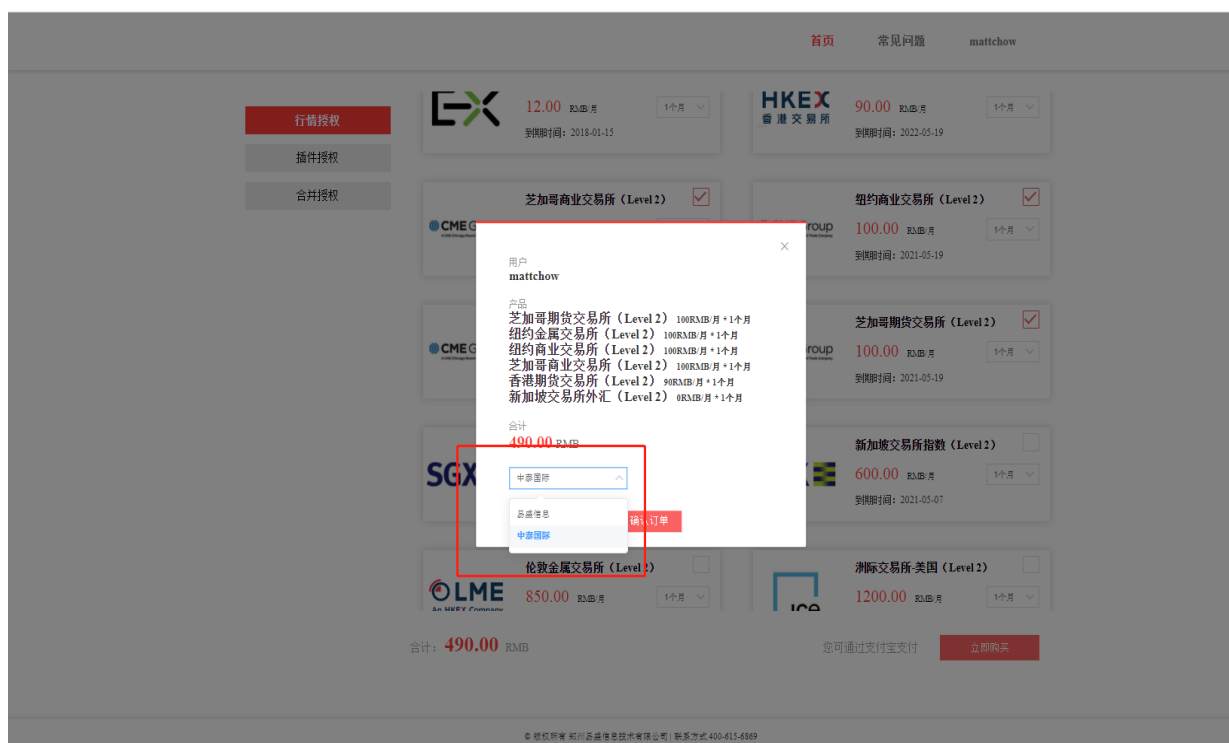 首页 常见问题 mattchow
行情授权
插件授权
合并授权
12.00 RMB/月 1个月
到期时间：2018-01-15
HKEX
香港交易所
90.00 RMB/月 1个月
到期时间：2022-05-19
芝加哥商业交易所（Level 2）
CME G
纽约商业交易所（Level 2）
roup
100.00 RMB/月 1个月
到期时间：2021-05-19
CME G
芝加哥期货交易所（Level 2）
roup
100.00 RMB/月 1个月
到期时间：2021-05-19
SGX
新加坡交易所指数（Level 2）
600.00 RMB/月 1个月
到期时间：2021-05-07
用户
mattchow
产品
芝加哥期货交易所（Level 2） 100RMB/月 * 1个月
纽约金属交易所（Level 2） 100RMB/月 * 1个月
纽约商业交易所（Level 2） 100RMB/月 * 1个月
芝加哥商业交易所（Level 2） 100RMB/月 * 1个月
香港期货交易所（Level 2） 90RMB/月 * 1个月
新加坡交易所外汇（Level 2） 0RMB/月 * 1个月
合计
490.00 RMB
中泰国际
易盛信息
中泰国际
确认订单
伦敦金属交易所（Level 2）
LME
An HKEX Company
850.00 RMB/月 1个月
洲际交易所-美国（Level 2）
ice
1200.00 RMB/月 1个月
合计：490.00 RMB
您可通过支付宝支付 立即购买
© 版权所有 郑州易盛信息技术有限公司 | 联系方式 400-615-6869